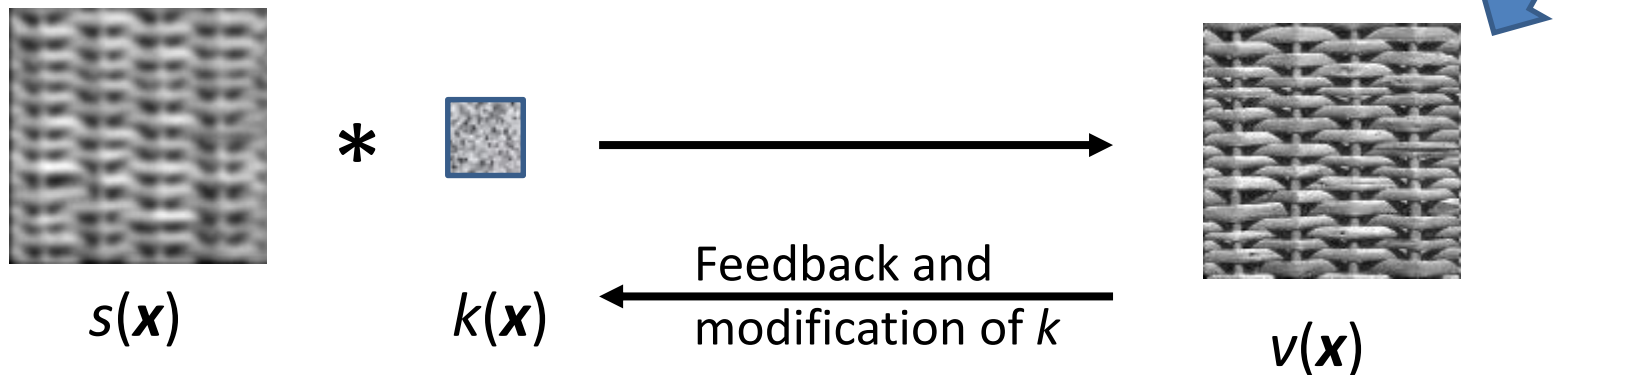 *
Feedback and
s(x) k(x) modification of k v(x)